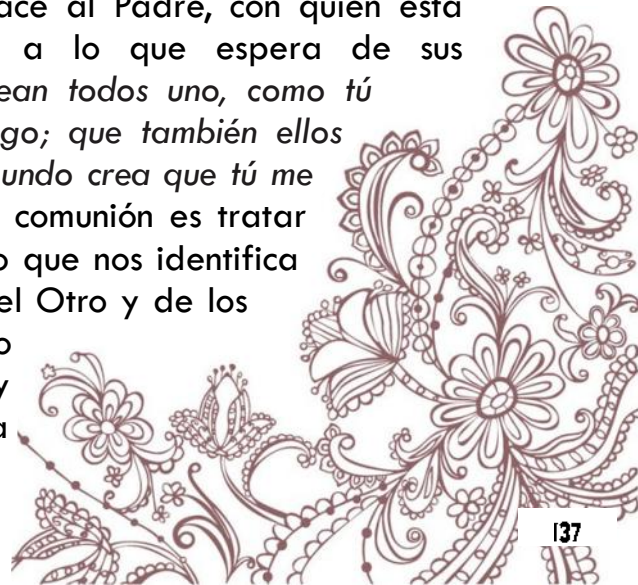 ace al Padre, con quien está
a lo que espera de sus
ean todos uno, como tú
go; que también ellos
undo crea que tú me
comunión es tratar
o que nos identifica
el Otro y de los
o
y
a
137